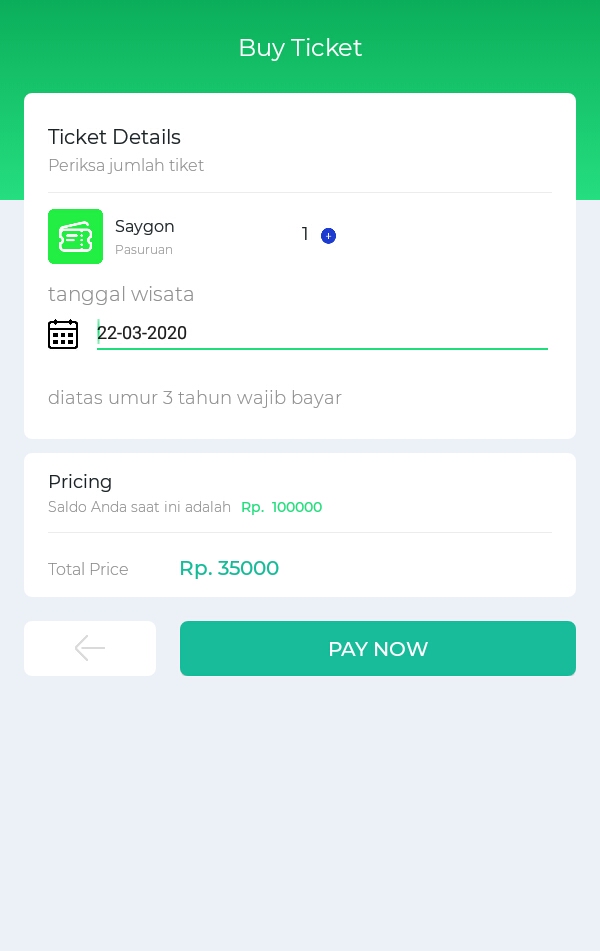 Buy Ticket
Ticket Details
Periksa jumlah tiket
Saygon 1 +
Pasuruan
tanggal wisata
22-03-2020
diatas umur 3 tahun wajib bayar
Pricing
Saldo Anda saat ini adalah Rp. 100000
Total Price Rp. 35000
PAY NOW